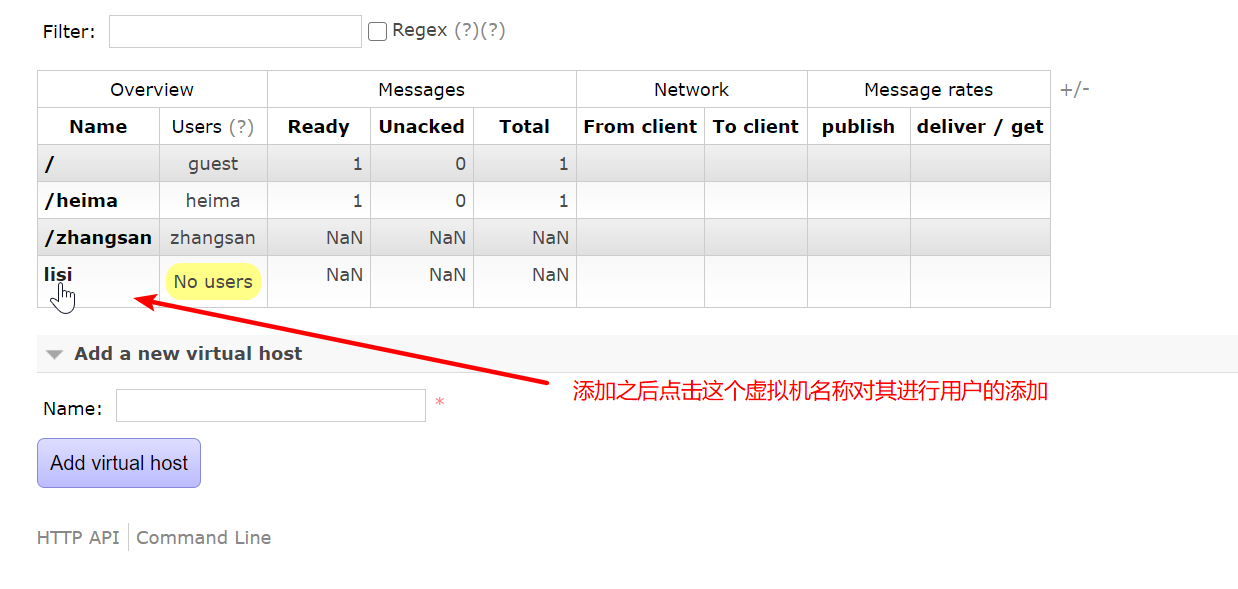 Filter: Regex (?)(?)
Overview Messages Network Message rates +/-
Name Users (?) Ready Unacked Total From client To client publish deliver / get
/ guest 1 0 1
/heima heima 1 0 1
/zhangsan zhangsan NaN NaN NaN
lisi No users NaN NaN NaN
Add a new virtual host
添加之后点击这个虚拟机名称对其进行用户的添加
Name: *
Add virtual host
HTTP API Command Line